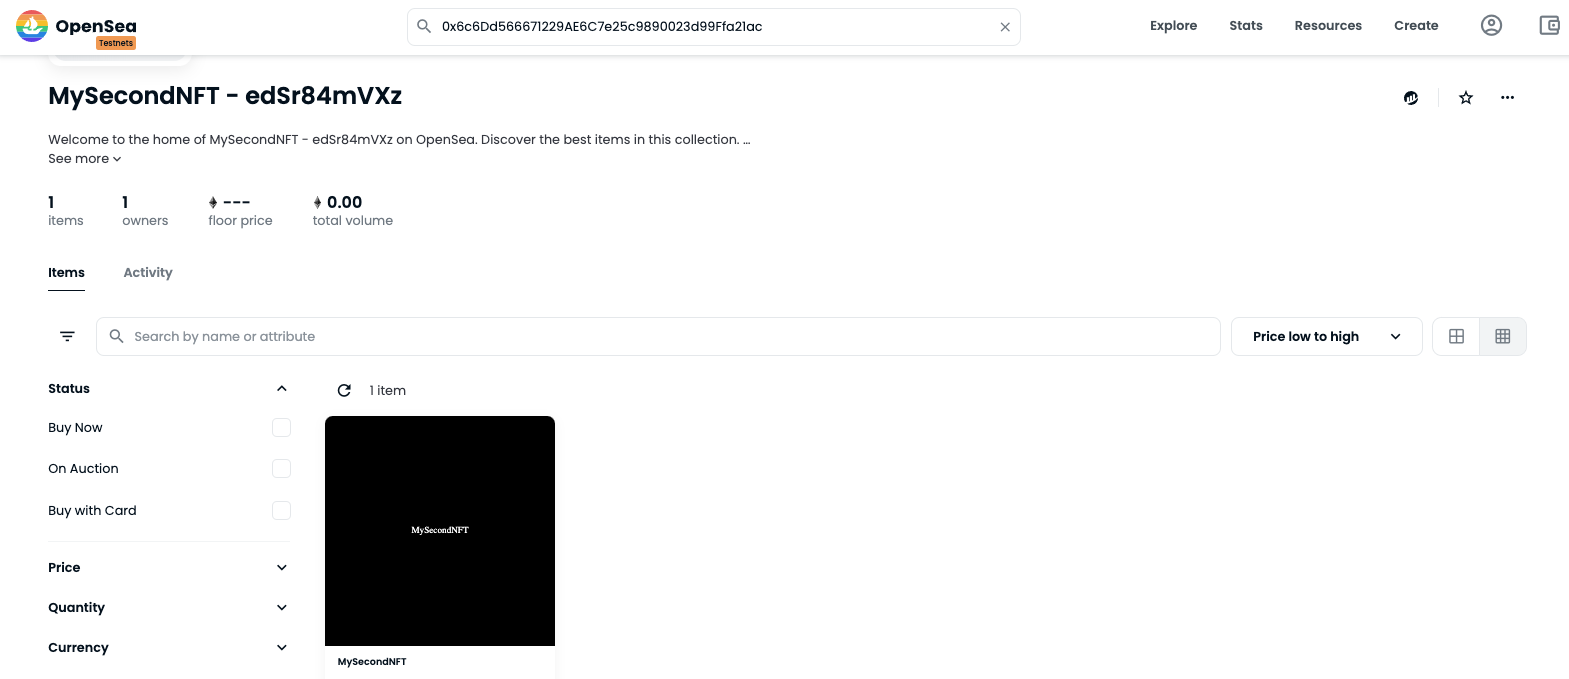 OpenSea
Testnets
0x6c6Dd566671229AE6C7e25c9890023d99Ffa21ac
Explore
Stats
Resources
Create
MySecondNFT - edSr84mVXz
Welcome to the home of MySecondNFT - edSr84mVXz on OpenSea. Discover the best items in this collection. ...
See more
1
items
1
owners
---
floor price
0.00
total volume
Items
Activity
Search by name or attribute
Price low to high
Status
1 item
Buy Now
On Auction
Buy with Card
Price
Quantity
Currency
MySecondNFT
MySecondNFT